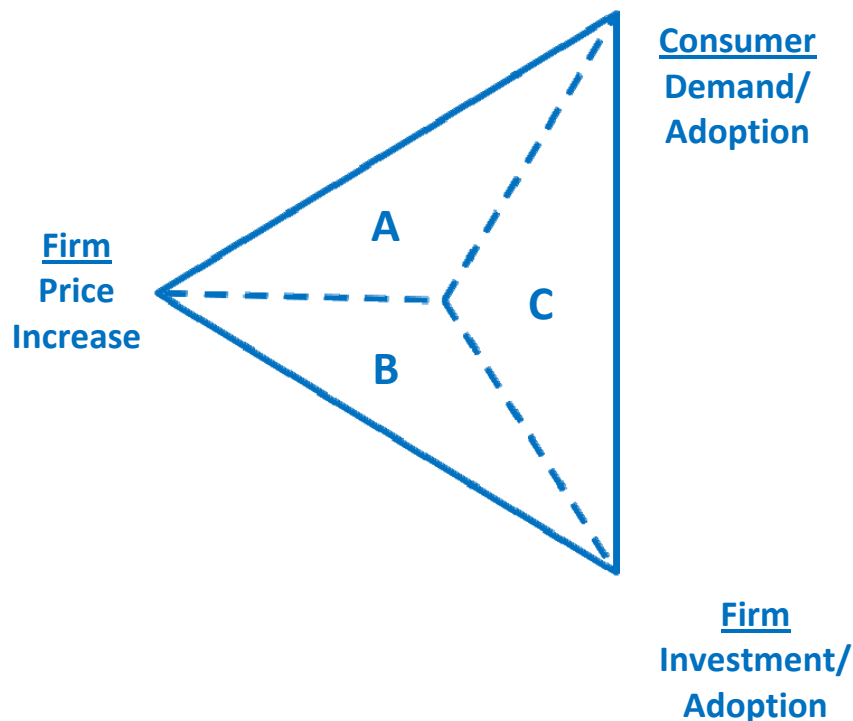 Consumer
Demand/
Adoption
A
Firm
Price
Increase
C
B
Firm
Investment/
Adoption